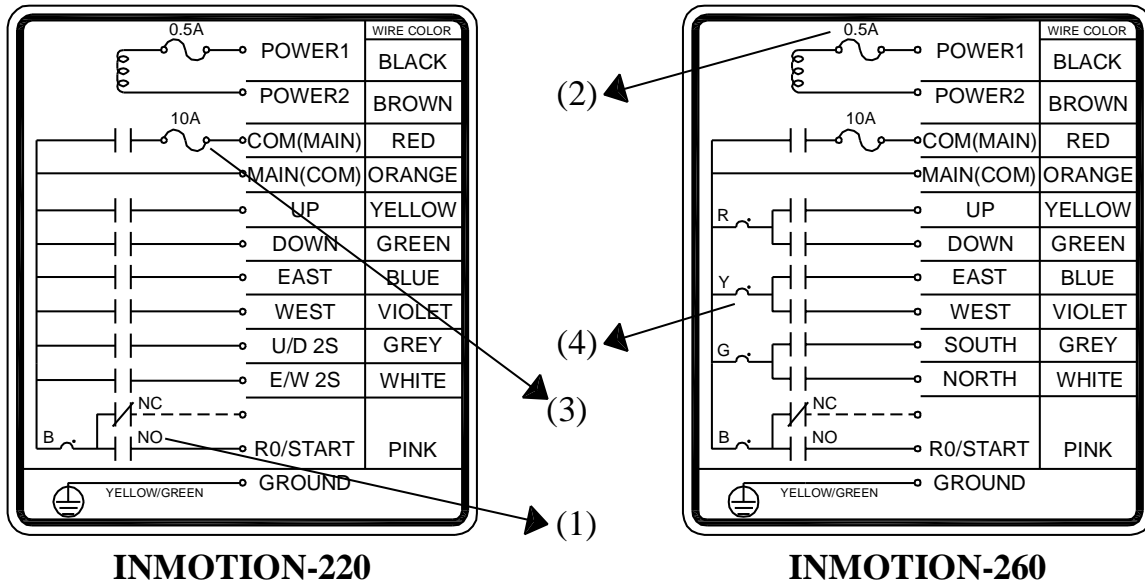 0.5A WIRE COLOR
POWER1 BLACK
POWER2 BROWN
10A
COM(MAIN) RED
MAIN(COM) ORANGE
UP YELLOW
DOWN GREEN
EAST BLUE
WEST VIOLET
U/D 2S GREY
E/W 2S WHITE
NC
B NO R0/START PINK
YELLOW/GREEN GROUND
INMOTION-220
(2)
(4)
(3)
(1)
0.5A WIRE COLOR
POWER1 BLACK
POWER2 BROWN
10A
COM(MAIN) RED
MAIN(COM) ORANGE
R UP YELLOW
DOWN GREEN
Y EAST BLUE
WEST VIOLET
G SOUTH GREY
NORTH WHITE
NC
B NO R0/START PINK
YELLOW/GREEN GROUND
INMOTION-260